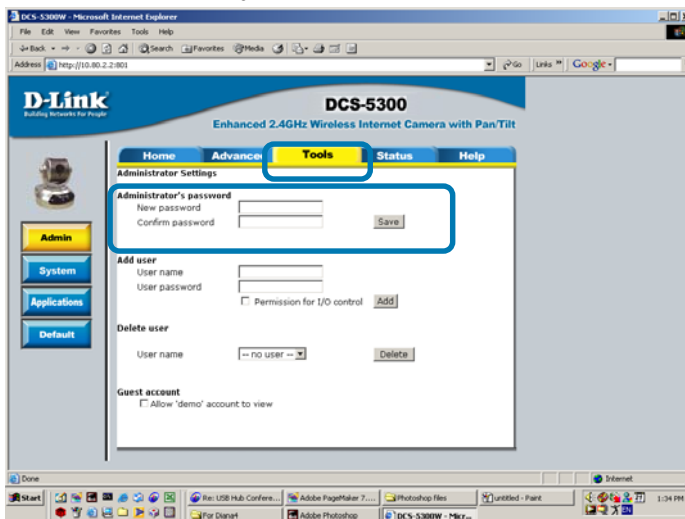 DCS-5300W - Microsoft Internet Explorer
File Edit View Favorites Tools Help
Back Search Favorites Media
Address http://10.80.2.2:801 Go Links » Google
D-Link
Building Networks for People
DCS-5300
Enhanced 2.4GHz Wireless Internet Camera with Pan/Tilt
Home Advanced Tools Status Help
Administrator Settings
Administrator's password
New password
Confirm password Save
Admin
Add user
System
User name
User password
Applications
Permission for I/O control Add
Delete user
Default
User name -- no user -- Delete
Guest account
Allow 'demo' account to view
Done Internet
Start Re: USB Hub Confere... Adobe PageMaker 7.... Photoshop files untitled - Paint 1:34 PM
For Diana4 Adobe Photoshop DCS-5300W - Micr...